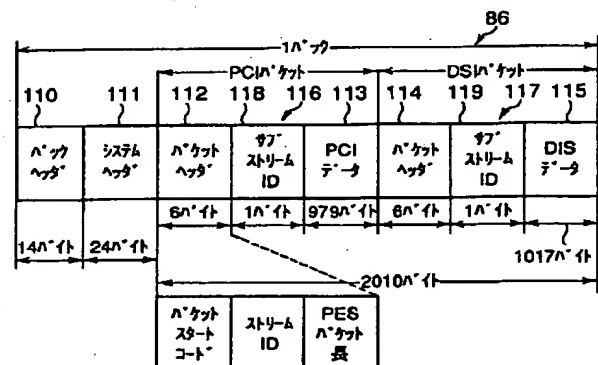 86
1パック
PCIパケット
DSIパケット
110
111
112
118
116
113
114
119
117
115
パック
ヘッダ
システム
ヘッダ
パケット
ヘッダ
サブ
ストリーム
ID
PCI
データ
パケット
ヘッダ
サブ
ストリーム
ID
DIS
データ
6バイト
1バイト
979バイト
6バイト
1バイト
14バイト
24バイト
1017バイト
2010バイト
パケット
スタート
コード
ストリーム
ID
PES
パケット
長